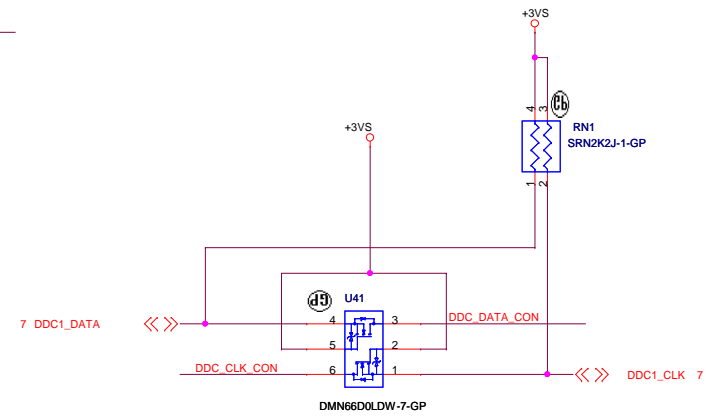 +3VS
4 3
RN1
SRN2K2J-1-GP
1 2
+3VS
GP
U41
7 DDC1_DATA
4
3
DDC_DATA_CON
5
2
DDC_CLK_CON
6
1
DDC1_CLK 7
DMN66D0LDW-7-GP